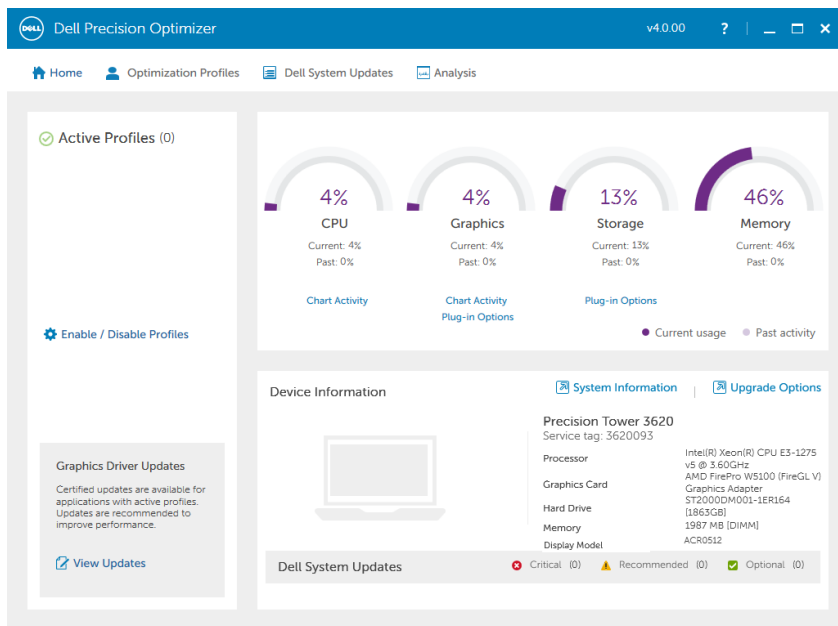 DELL Dell Precision Optimizer v4.0.00 ?
Home Optimization Profiles Dell System Updates Analysis
Active Profiles (0)
Enable / Disable Profiles
Graphics Driver Updates
Certified updates are available for
applications with active profiles.
Updates are recommended to
improve performance.
View Updates
4%
CPU
Current: 4%
Past: 0%
Chart Activity
4%
Graphics
Current: 4%
Past: 0%
Chart Activity
Plug-in Options
13%
Storage
Current: 13%
Past: 0%
Plug-in Options
46%
Memory
Current: 46%
Past: 0%
Current usage Past activity
Device Information
System Information | Upgrade Options
Precision Tower 3620
Service tag: 3620093
Processor Intel(R) Xeon(R) CPU E3-1275
v5 @ 3.60GHz
Graphics Card AMD FirePro W5100 (FireGL V)
Graphics Adapter
Hard Drive ST2000DM001-1ER164
[1863GB]
Memory 1987 MB [DIMM]
Display Model ACR0512
Dell System Updates Critical (0) Recommended (0) Optional (0)